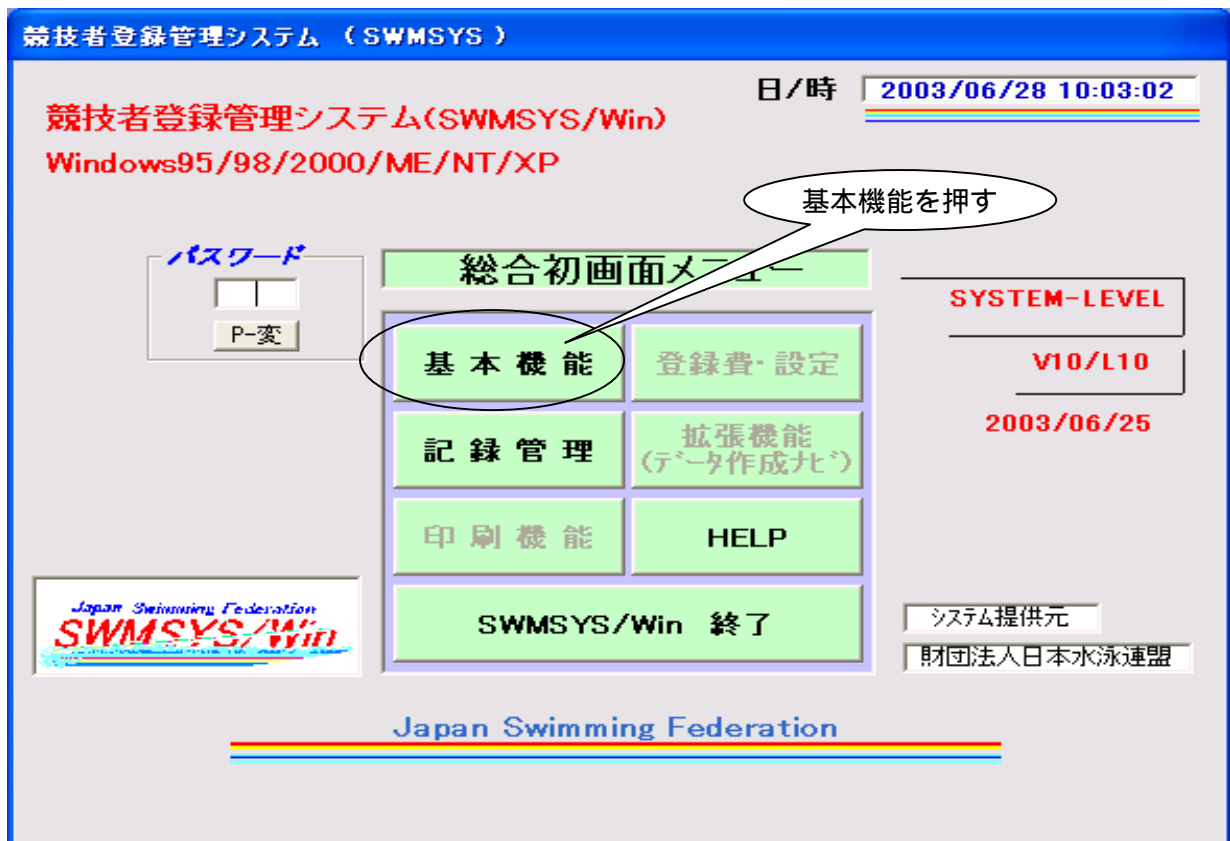 競技者登録管理システム (SWMSYS)
日/時 2003/06/28 10:03:02
競技者登録管理システム(SWMSYS/Win)
Windows95/98/2000/ME/NT/XP
基本機能を押す
パスワード
P-変
総合初画面メニュー
基本機能
登録費・設定
記録管理
拡張機能
(データ作成ナビ)
印刷機能
HELP
SWMSYS/Win 終了
SYSTEM-LEVEL
V10/L10
2003/06/25
Japan Swimming Federation
SWMSYS/Win
システム提供元
財団法人日本水泳連盟
Japan Swimming Federation